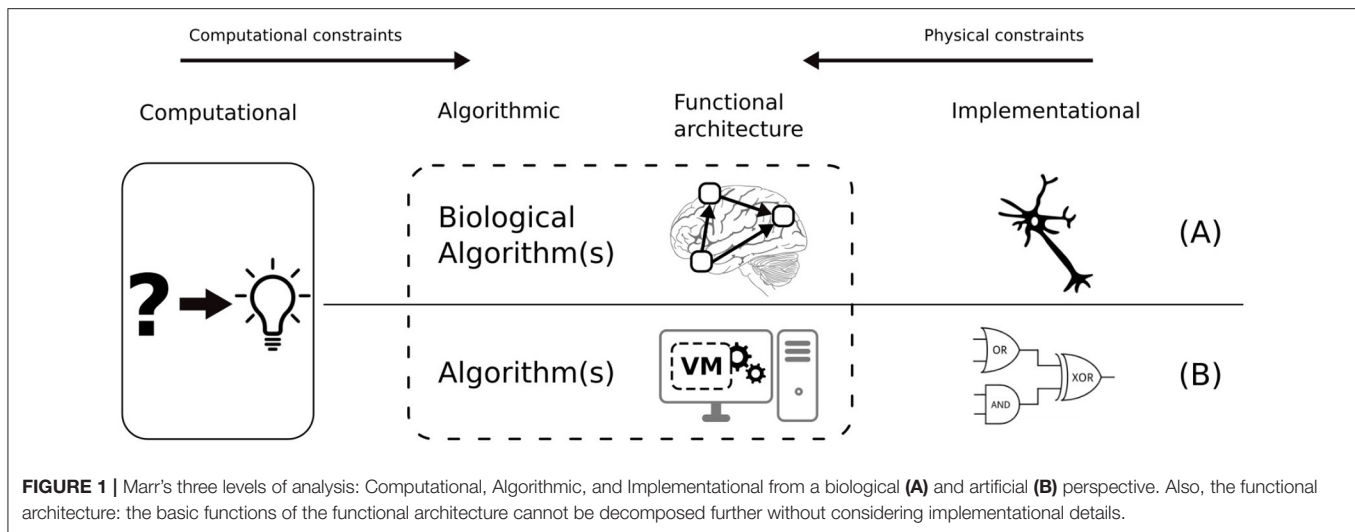 Computational constraints
Physical constraints
Computational
Algorithmic
Functional
architecture
Implementational
?
Biological
Algorithm(s)
(A)
Algorithm(s)
VM
OR
AND
XOR
(B)
FIGURE 1 | Marr's three levels of analysis: Computational, Algorithmic, and Implementational from a biological (A) and artificial (B) perspective. Also, the functional
architecture: the basic functions of the functional architecture cannot be decomposed further without considering implementational details.